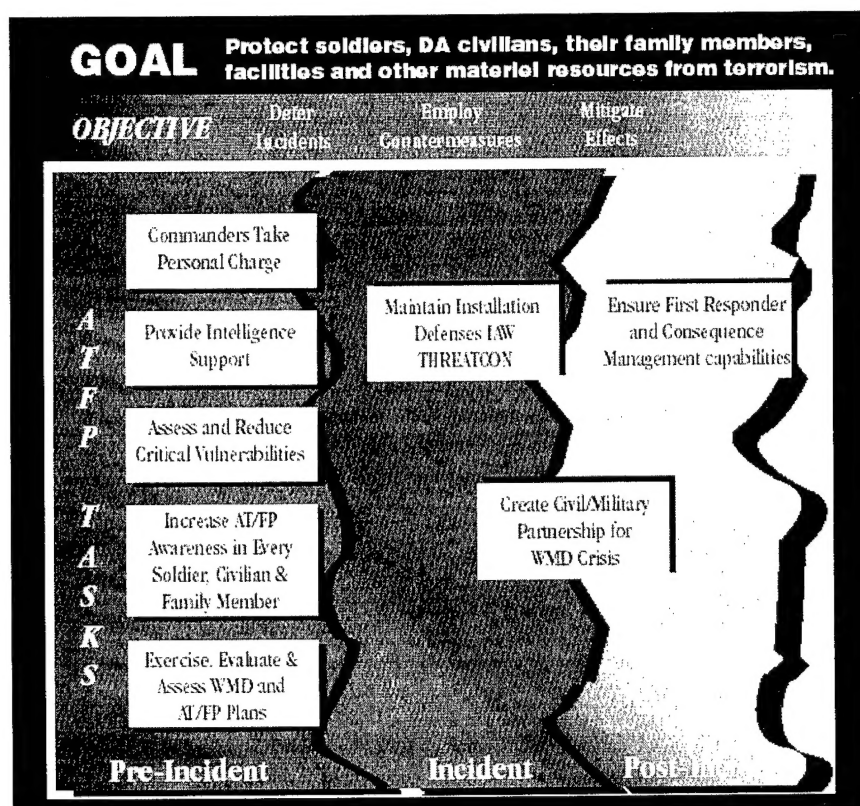 GOAL Protect soldiers, DA civilians, their family members,
facilities and other materiel resources from terrorism.
OBJECTIVE
Deter
Incidents
Employ
Countermeasures
Mitigate
Effects
ATFP
TASKS
Commanders Take
Personal Charge
Provide Intelligence
Support
Assess and Reduce
Critical Vulnerabilities
Increase AT/FP
Awareness in Every
Soldier, Civilian &
Family Member
Exercise, Evaluate &
Assess WMD and
AT/FP Plans
Maintain Installation
Defenses IAW
THREATCON
Ensure First Responder
and Consequence
Management capabilities
Create Civil/Military
Partnership for
WMD Crisis
Pre-Incident
Incident